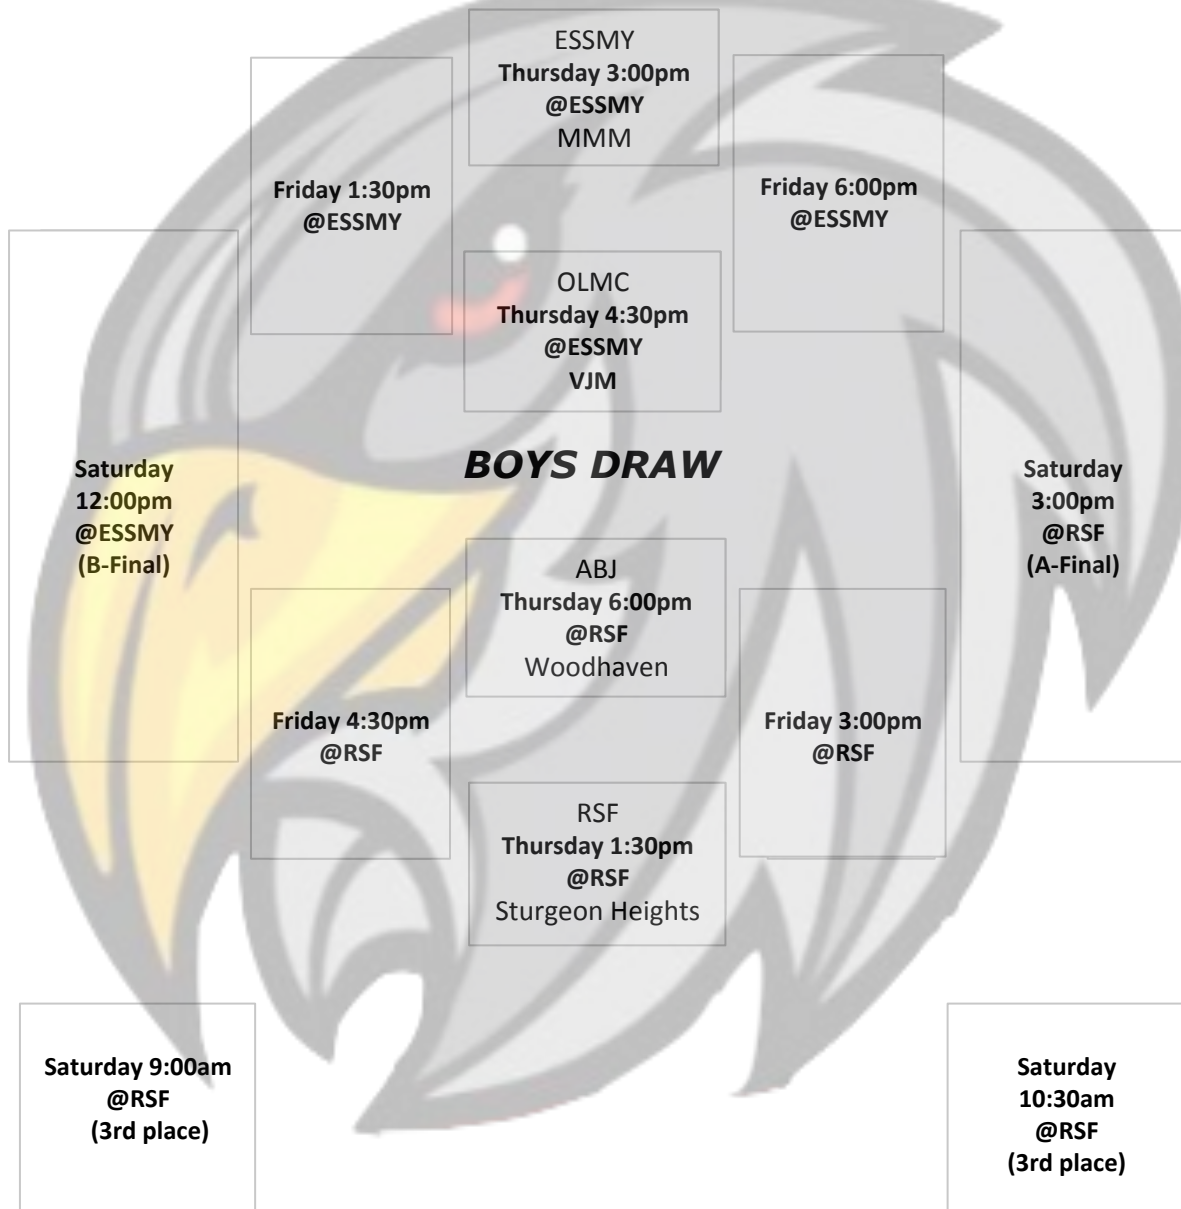 ESSMY
Thursday 3:00pm
@ESSMY
MMM
Friday 1:30pm
@ESSMY
Friday 6:00pm
@ESSMY
OLMC
Thursday 4:30pm
@ESSMY
VJM
BOYS DRAW
Saturday
12:00pm
@ESSMY
(B-Final)
Saturday
3:00pm
@RSF
(A-Final)
ABJ
Thursday 6:00pm
@RSF
Woodhaven
Friday 4:30pm
@RSF
Friday 3:00pm
@RSF
RSF
Thursday 1:30pm
@RSF
Sturgeon Heights
Saturday 9:00am
@RSF
(3rd place)
Saturday
10:30am
@RSF
(3rd place)